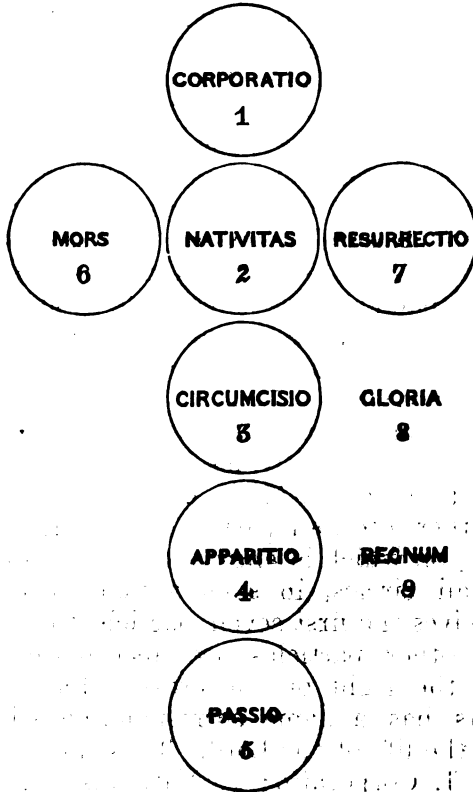 CORPORATIO
1
MORS NATIVITAS RESURRECTIO
6 2 7
CIRCUMCISIO GLORIA
3 8
APPARITIO REGNUM
4 9
PASSIO
5